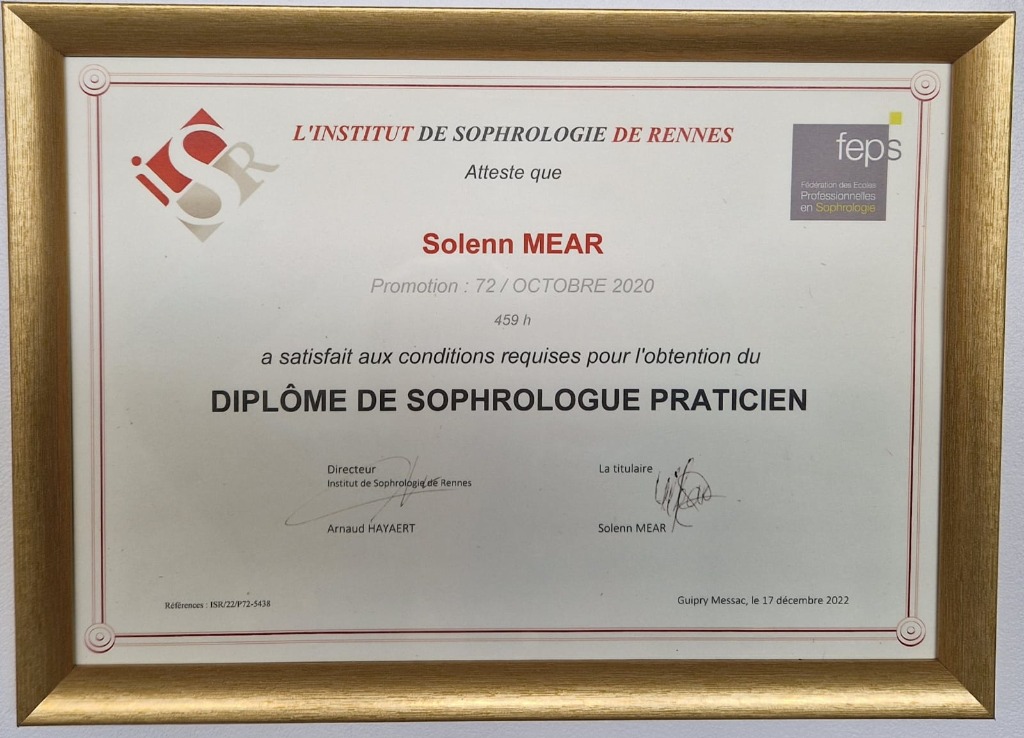 iSR
L'INSTITUT DE SOPHROLOGIE DE RENNES
feps
Fédération des Ecoles
Professionnelles
en Sophrologie
Atteste que
Solenn MEAR
Promotion : 72 / OCTOBRE 2020
459 h
a satisfait aux conditions requises pour l'obtention du
DIPLÔME DE SOPHROLOGUE PRATICIEN
Directeur
Institut de Sophrologie de Rennes
Arnaud HAYAERT
La titulaire
Solenn MEAR
Références : ISR/22/P72-5438
Guipry Messac, le 17 décembre 2022